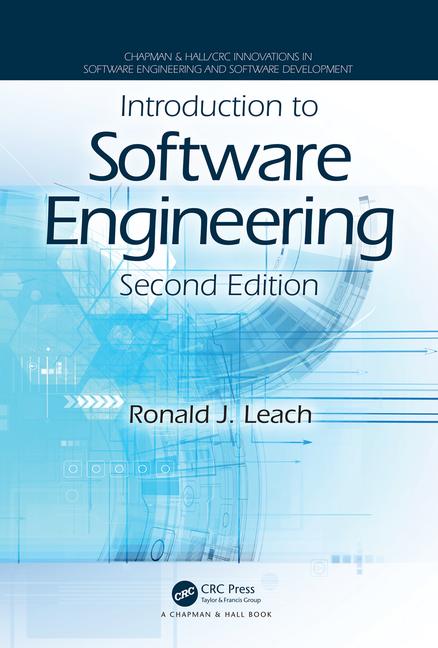 CHAPMAN & HALL/CRC INNOVATIONS IN
SOFTWARE ENGINEERING AND SOFTWARE DEVELOPMENT
Introduction to
Software
Engineering
Second Edition
Ronald J. Leach
CRC
CRC Press
Taylor & Francis Group
A CHAPMAN & HALL BOOK